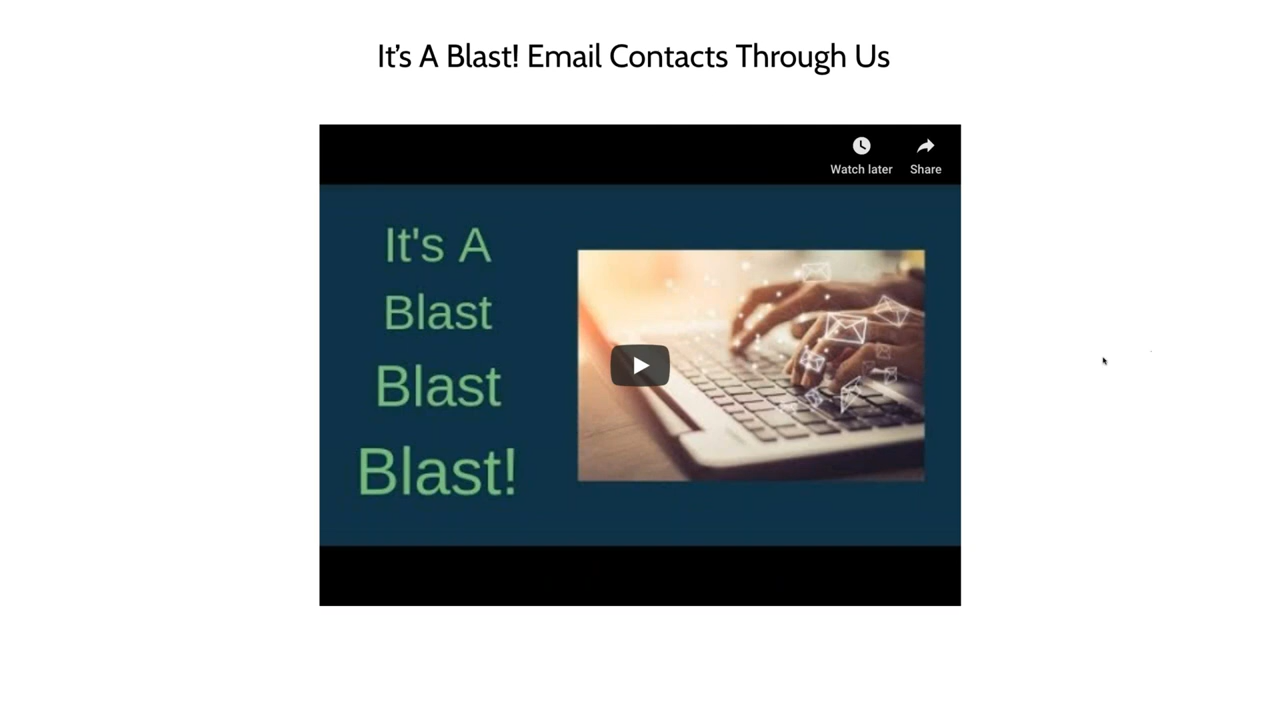 It’s A Blast! Email Contacts Through Us
Watch later
Share
It's A
Blast
Blast
Blast!